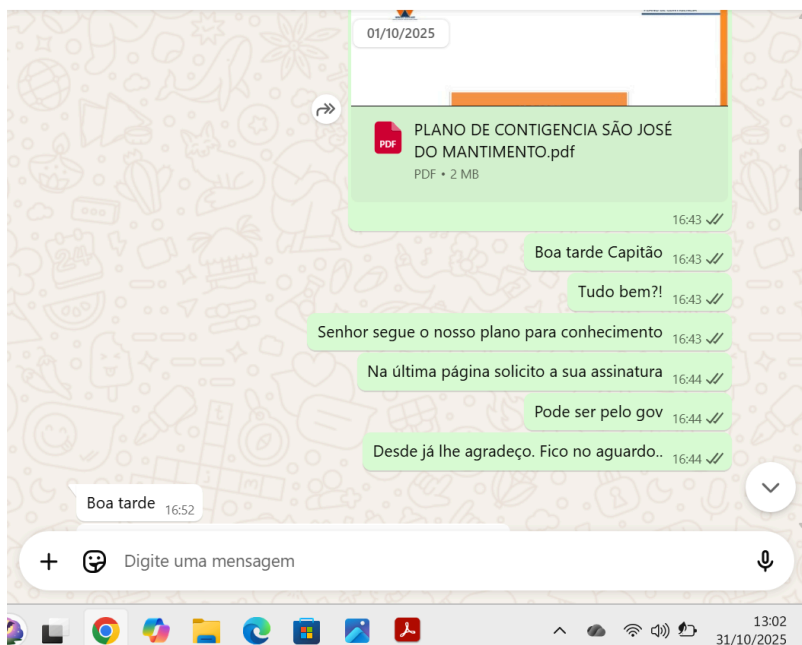 01/10/2025
PLANO DE CONTIGENCIA SÃO JOSÉ
DO MANTIMENTO.pdf
PDF
PDF • 2 MB
16:43
Boa tarde Capitão 16:43
Tudo bem?! 16:43
Senhor segue o nosso plano para conhecimento 16:43
Na última página solicito a sua assinatura 16:44
Pode ser pelo gov 16:44
Desde já lhe agradeço. Fico no aguardo.. 16:44
Boa tarde 16:52
Digite uma mensagem
13:02
31/10/2025